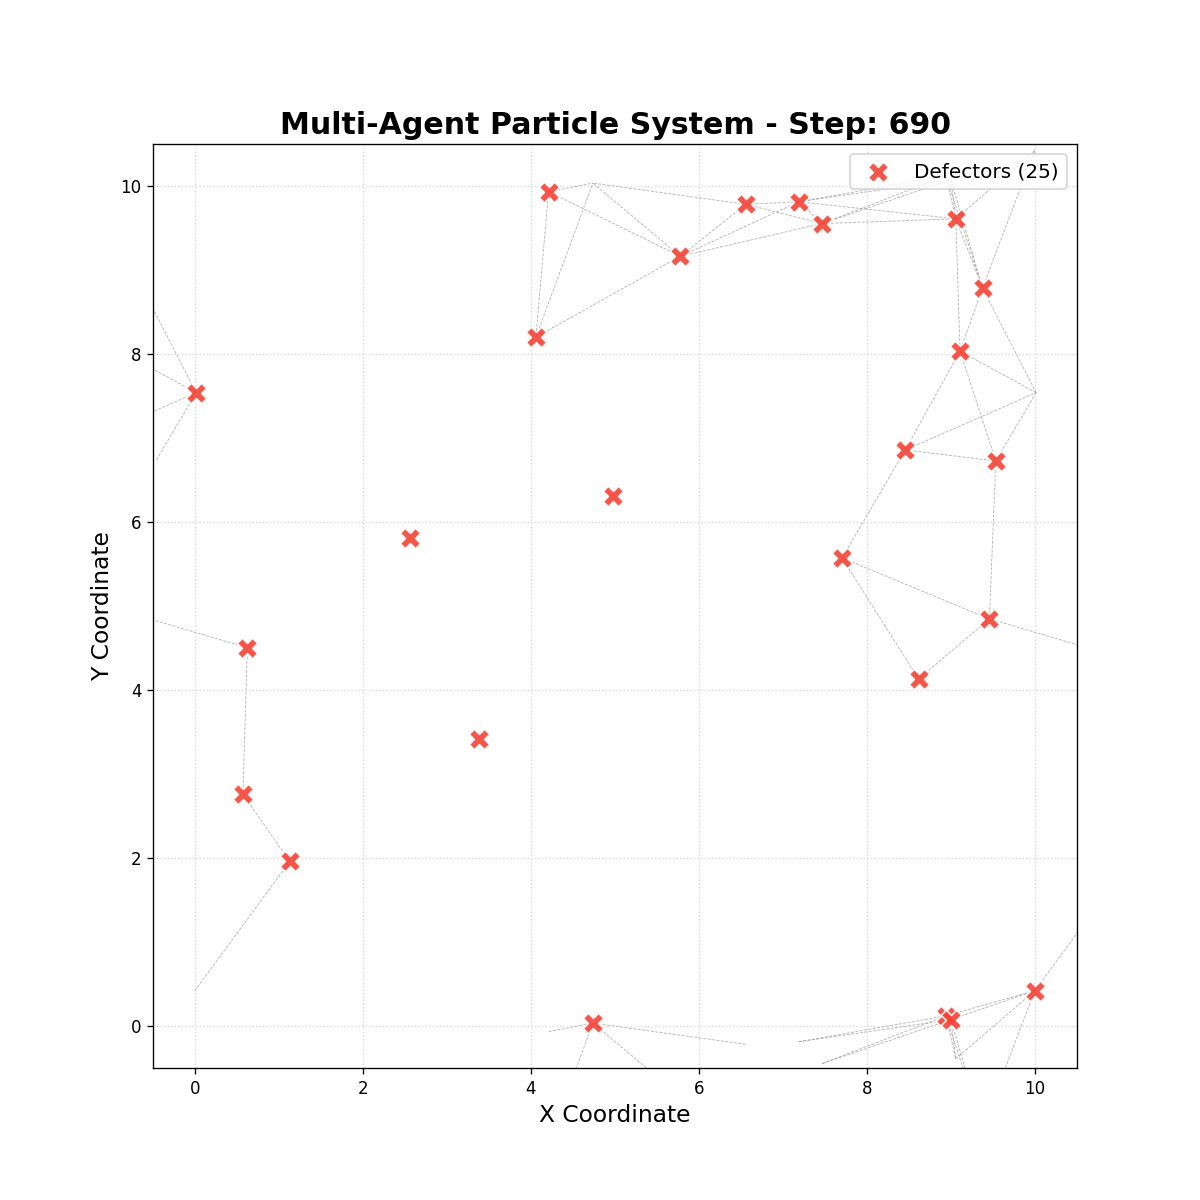 Multi-Agent Particle System - Step: 690
Defectors (25)
Y Coordinate
10
8
6
4
2
0
0 2 4 6 8 10
X Coordinate